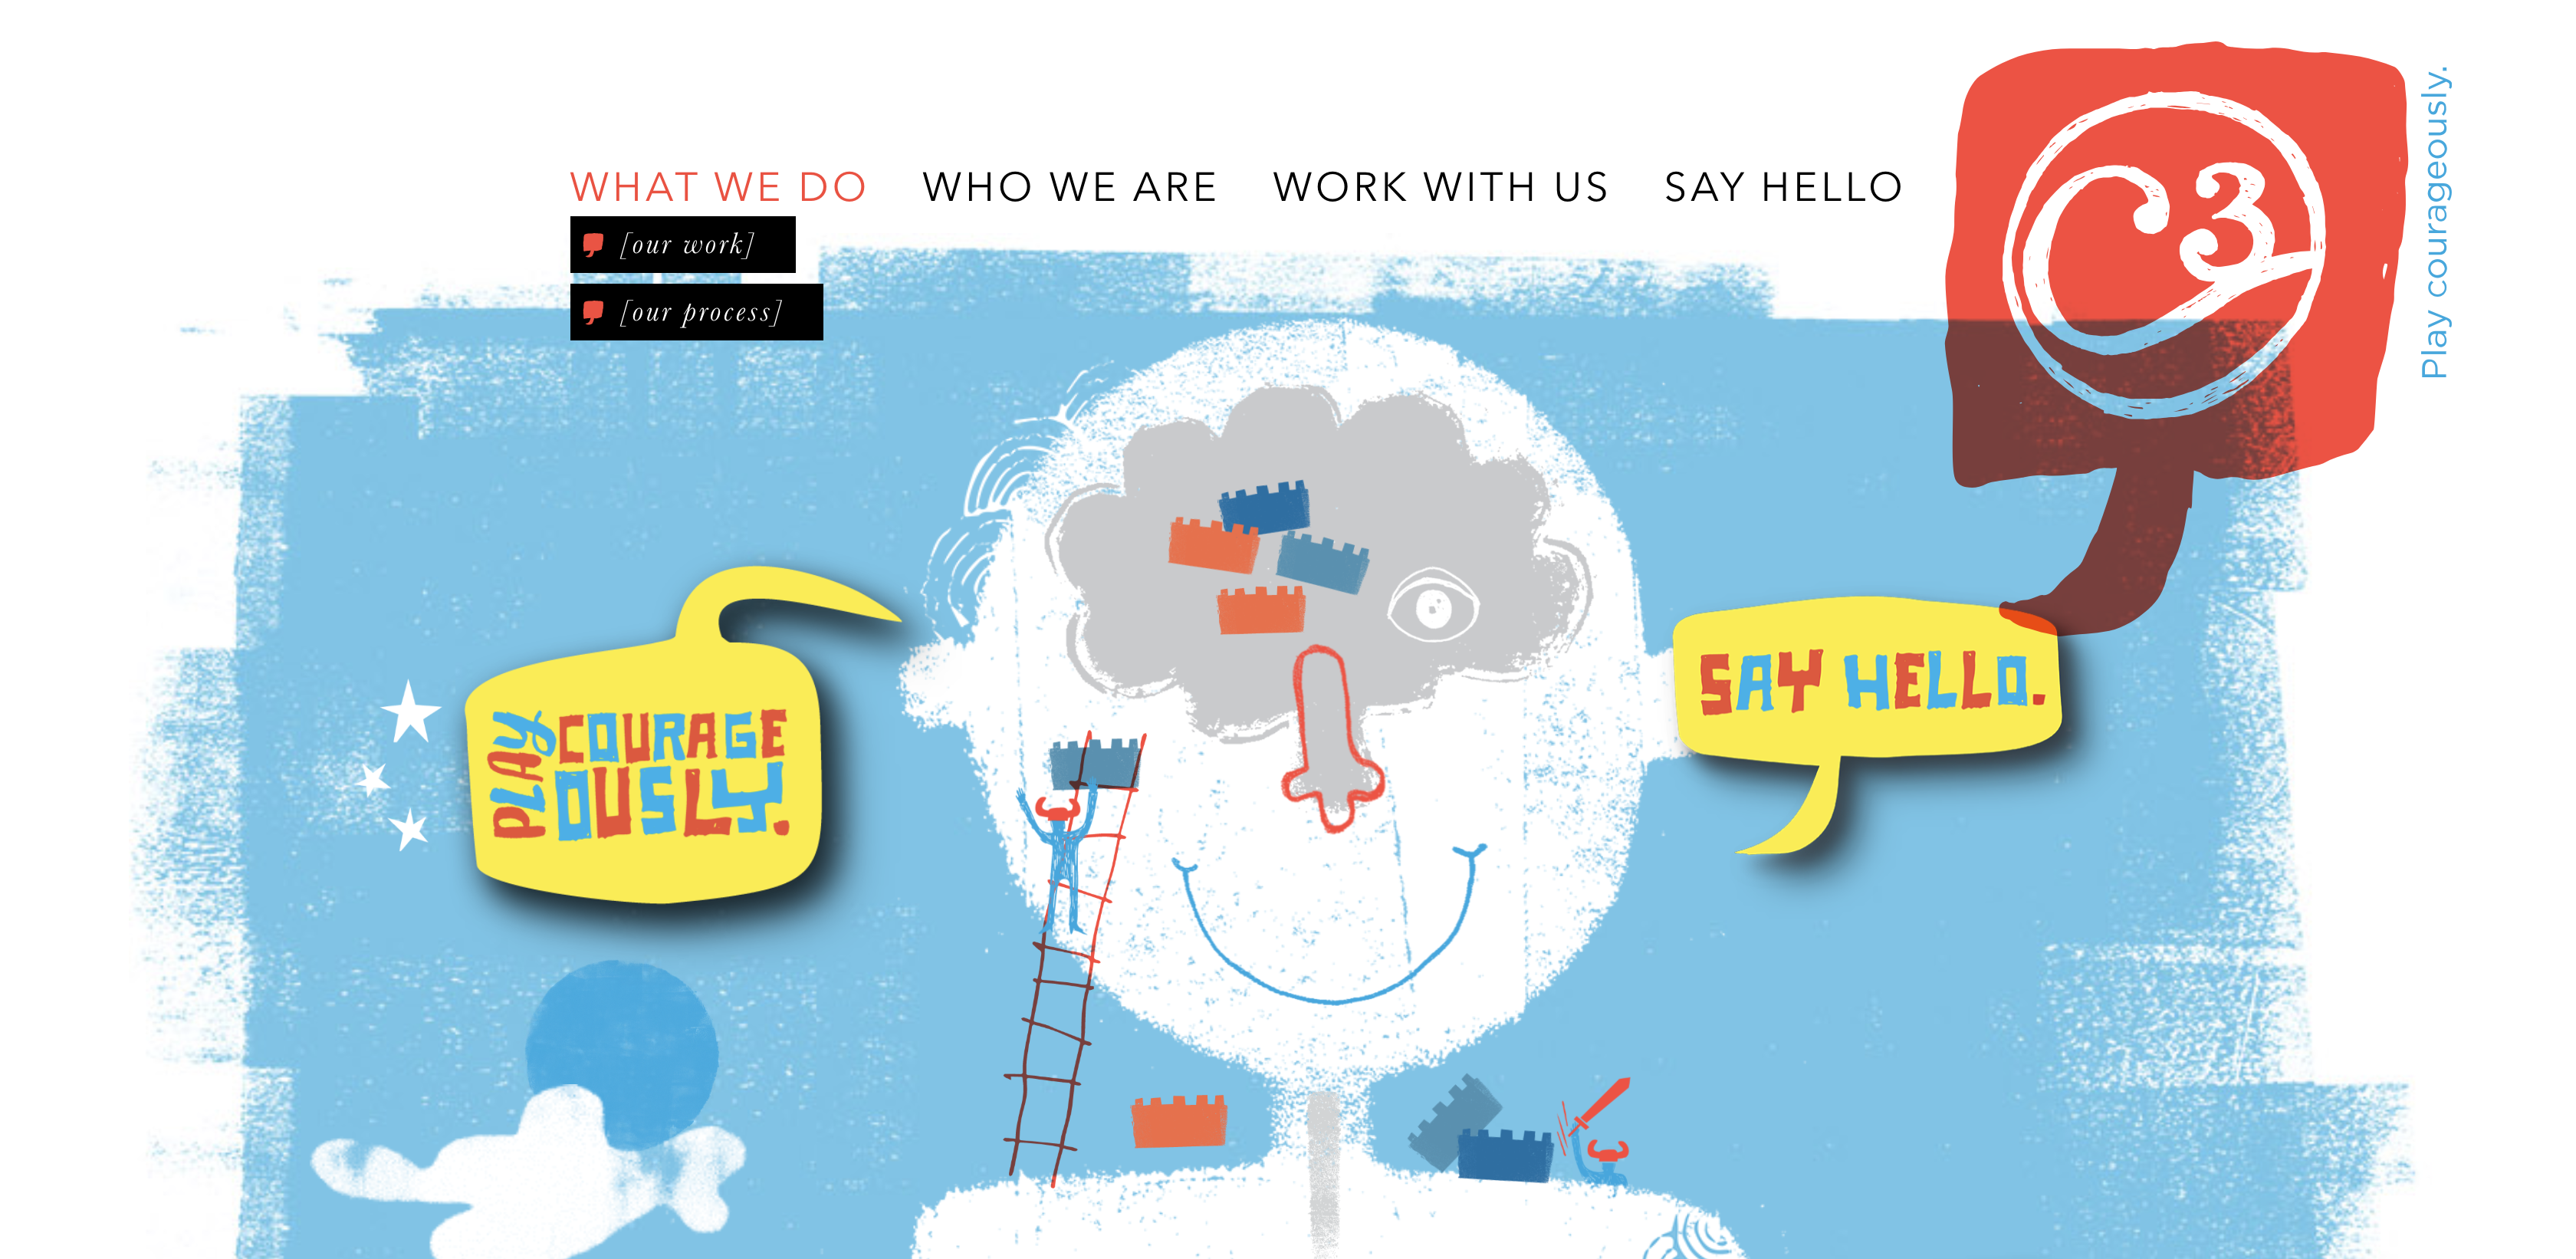 WHAT WE DO
WHO WE ARE
WORK WITH US
SAY HELLO
[our work]
[our process]
C3
Play courageously.
PLAY
COURAGE
OUSLY.
SAY HELLO.